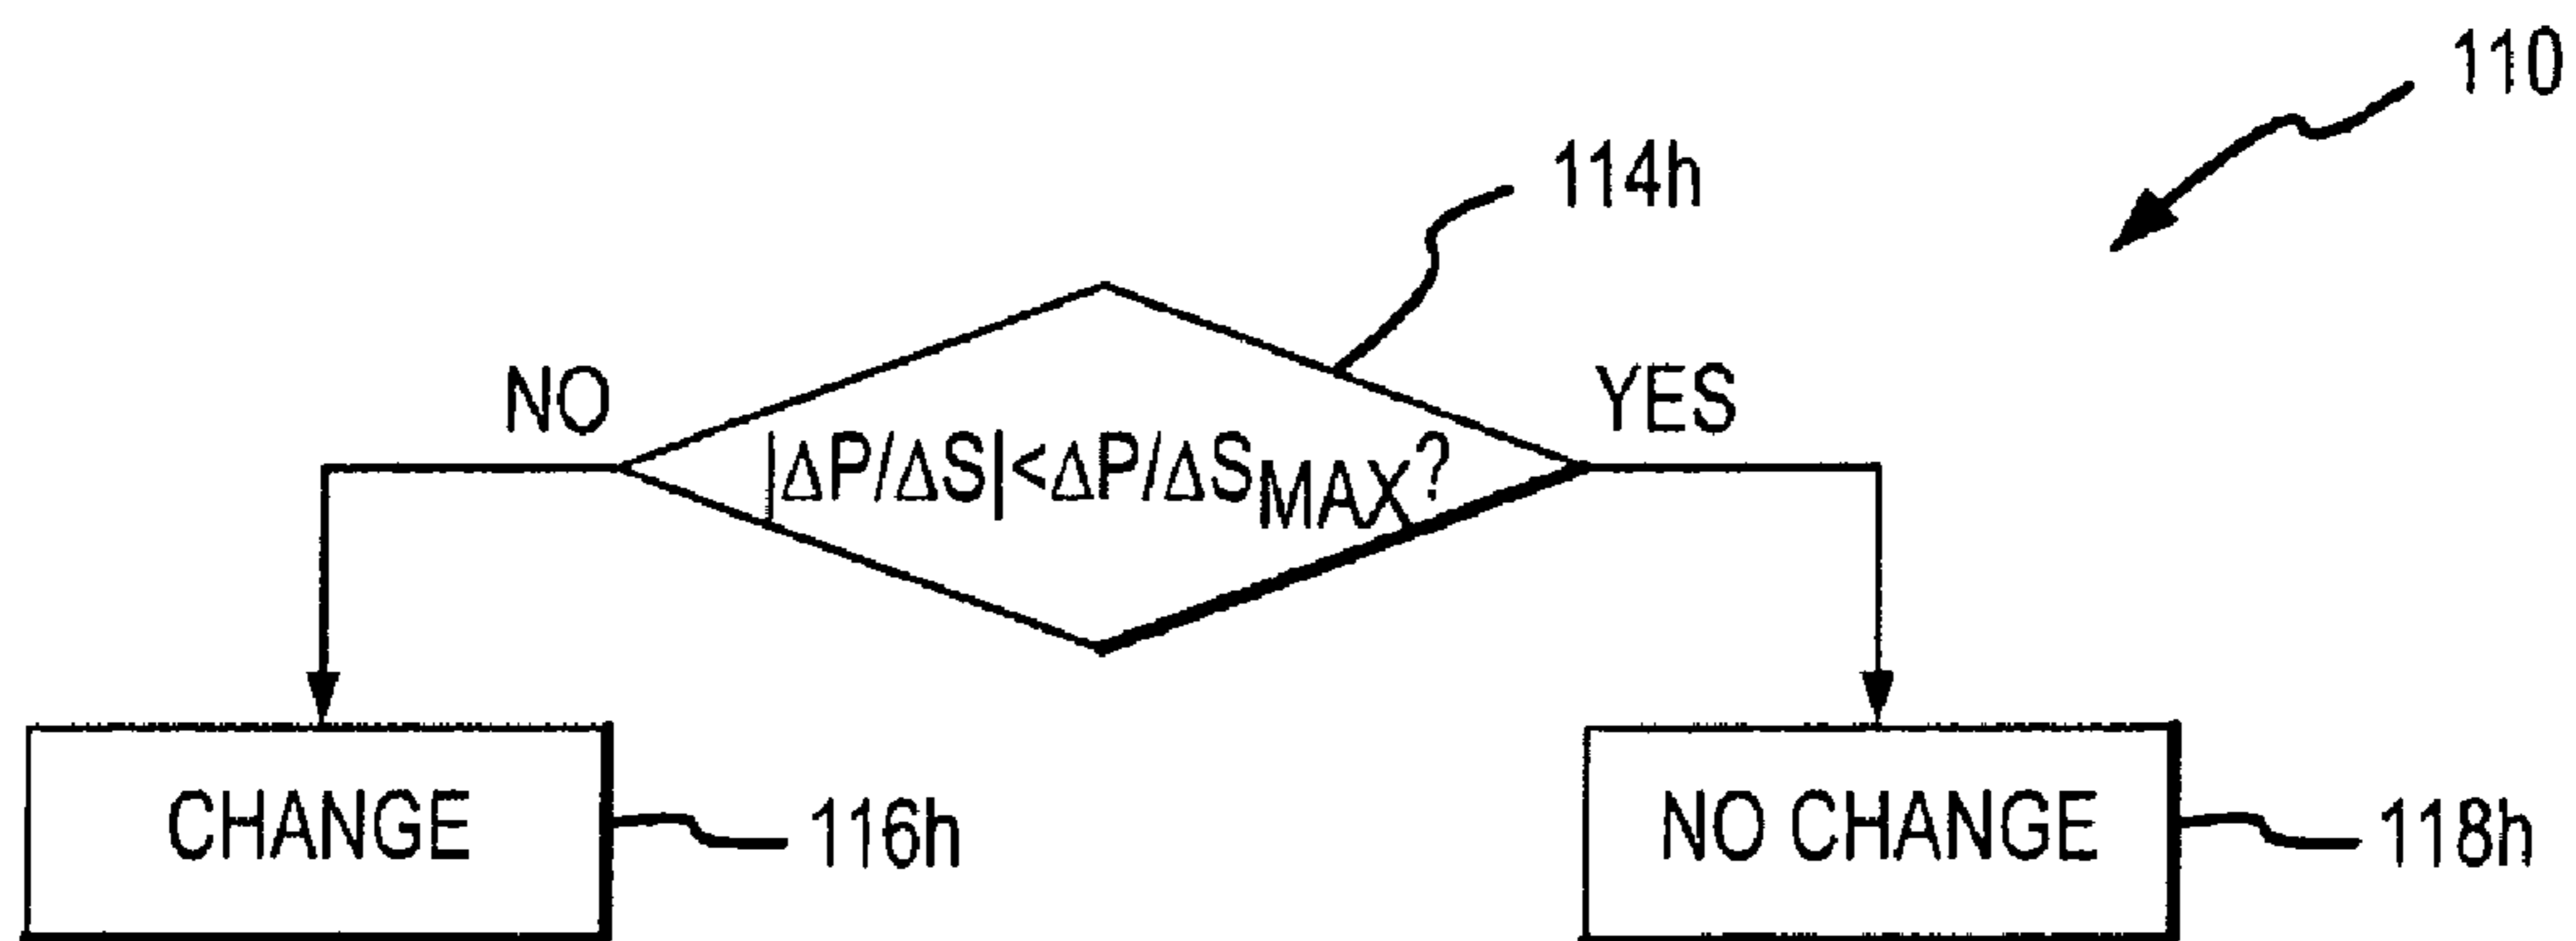 110
114h
NO
YES
|ΔP/ΔS|<ΔP/ΔSMAX?
CHANGE
116h
NO CHANGE
118h